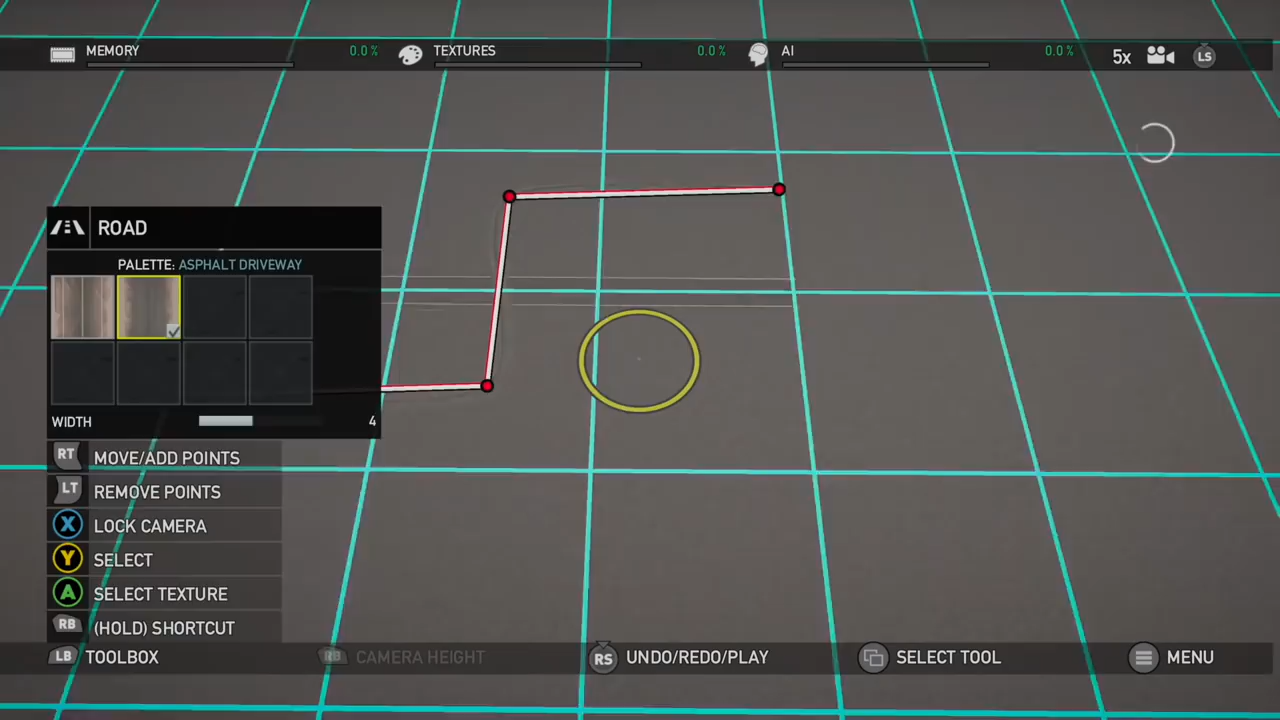 MEMORY 0.0 % TEXTURES 0.0 % AI 0.0 % 5x LS
ROAD
PALETTE: ASPHALT DRIVEWAY
WIDTH 4
RT MOVE/ADD POINTS
LT REMOVE POINTS
X LOCK CAMERA
Y SELECT
A SELECT TEXTURE
RB (HOLD) SHORTCUT
LB TOOLBOX RB CAMERA HEIGHT RS UNDO/REDO/PLAY SELECT TOOL MENU